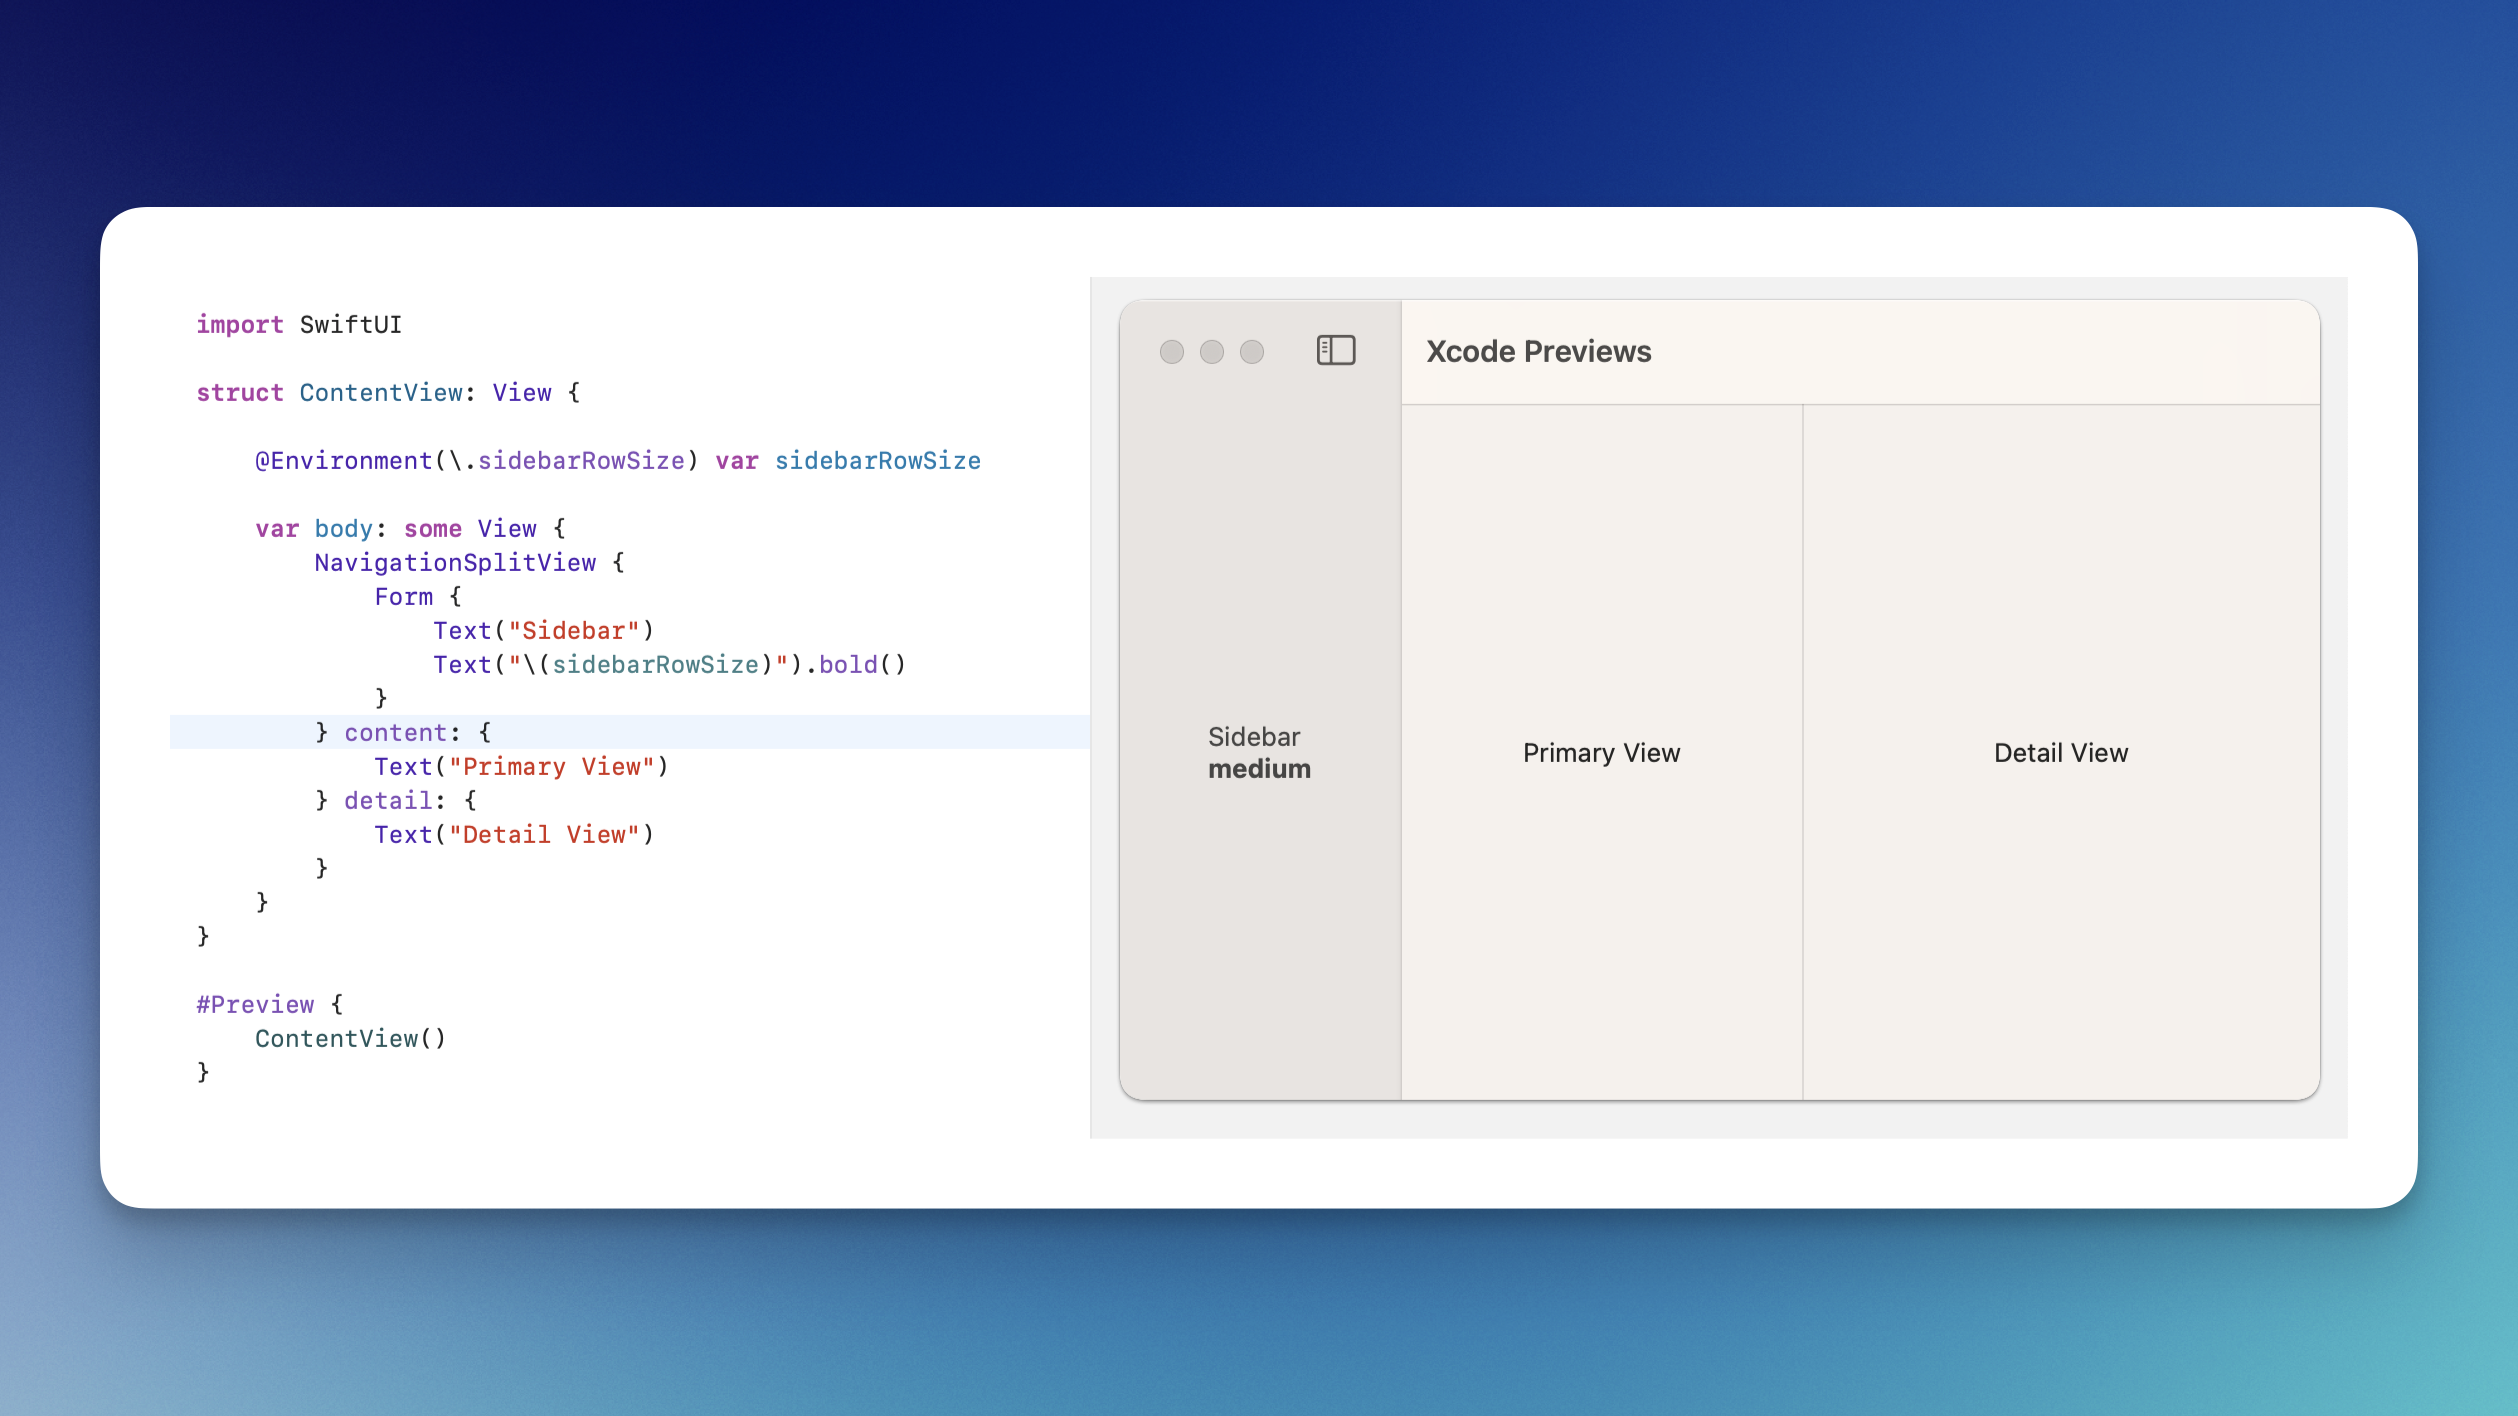 import SwiftUI
struct ContentView: View {
@Environment(\.sidebarRowSize) var sidebarRowSize
var body: some View {
NavigationSplitView {
Form {
Text("Sidebar")
Text("\(sidebarRowSize)").bold()
}
} content: {
Text("Primary View")
} detail: {
Text("Detail View")
}
}
}
#Preview {
ContentView()
}
Xcode Previews
Sidebar
medium
Primary View
Detail View